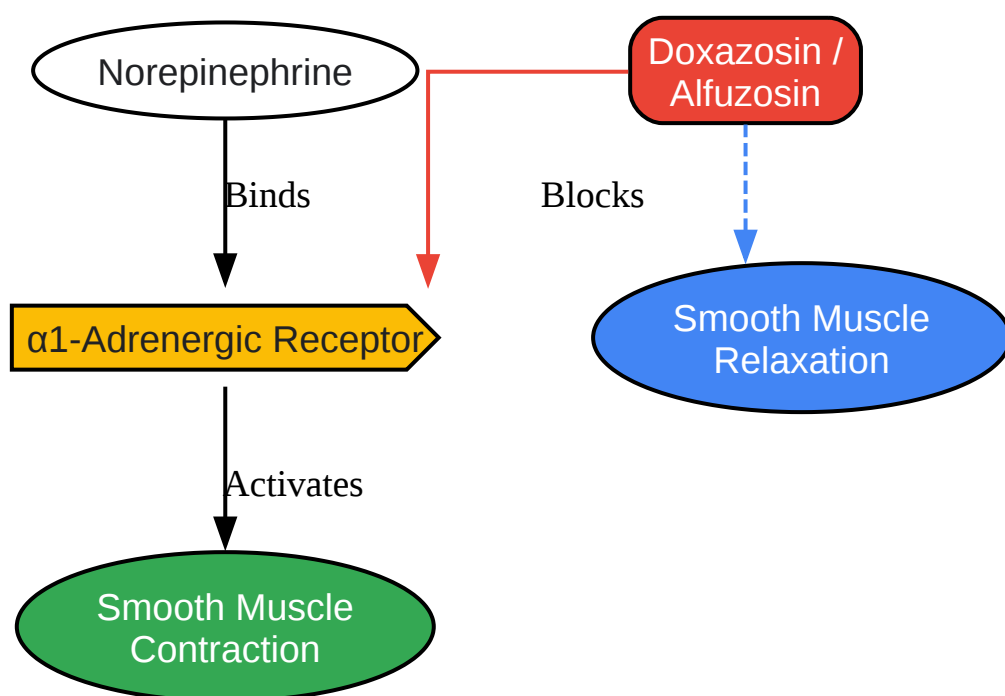 Norepinephrine
Doxazosin /
Alfuzosin
Binds
Blocks
α1-Adrenergic Receptor
Smooth Muscle
Relaxation
Activates
Smooth Muscle
Contraction